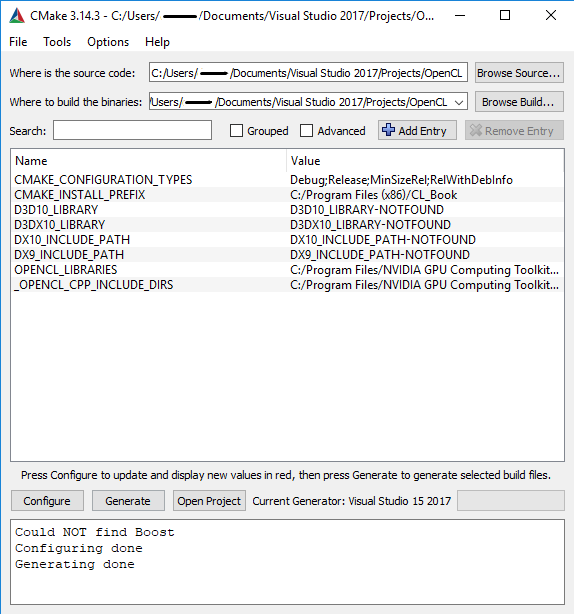 CMake 3.14.3 - C:/Users/ /Documents/Visual Studio 2017/Projects/O...
File Tools Options Help
Where is the source code: C:/Users/ /Documents/Visual Studio 2017/Projects/OpenCL Browse Source...
Where to build the binaries: /Users/ /Documents/Visual Studio 2017/Projects/OpenCL Browse Build...
Search: Grouped Advanced Add Entry Remove Entry
Name Value
CMAKE_CONFIGURATION_TYPES Debug;Release;MinSizeRel;RelWithDebInfo
CMAKE_INSTALL_PREFIX C:/Program Files (x86)/CL_Book
D3D10_LIBRARY D3D10_LIBRARY-NOTFOUND
D3DX10_LIBRARY D3DX10_LIBRARY-NOTFOUND
DX10_INCLUDE_PATH DX10_INCLUDE_PATH-NOTFOUND
DX9_INCLUDE_PATH DX9_INCLUDE_PATH-NOTFOUND
OPENCL_LIBRARIES C:/Program Files/NVIDIA GPU Computing Toolkit...
_OPENCL_CPP_INCLUDE_DIRS C:/Program Files/NVIDIA GPU Computing Toolkit...
Press Configure to update and display new values in red, then press Generate to generate selected build files.
Configure Generate Open Project Current Generator: Visual Studio 15 2017
Could NOT find Boost
Configuring done
Generating done